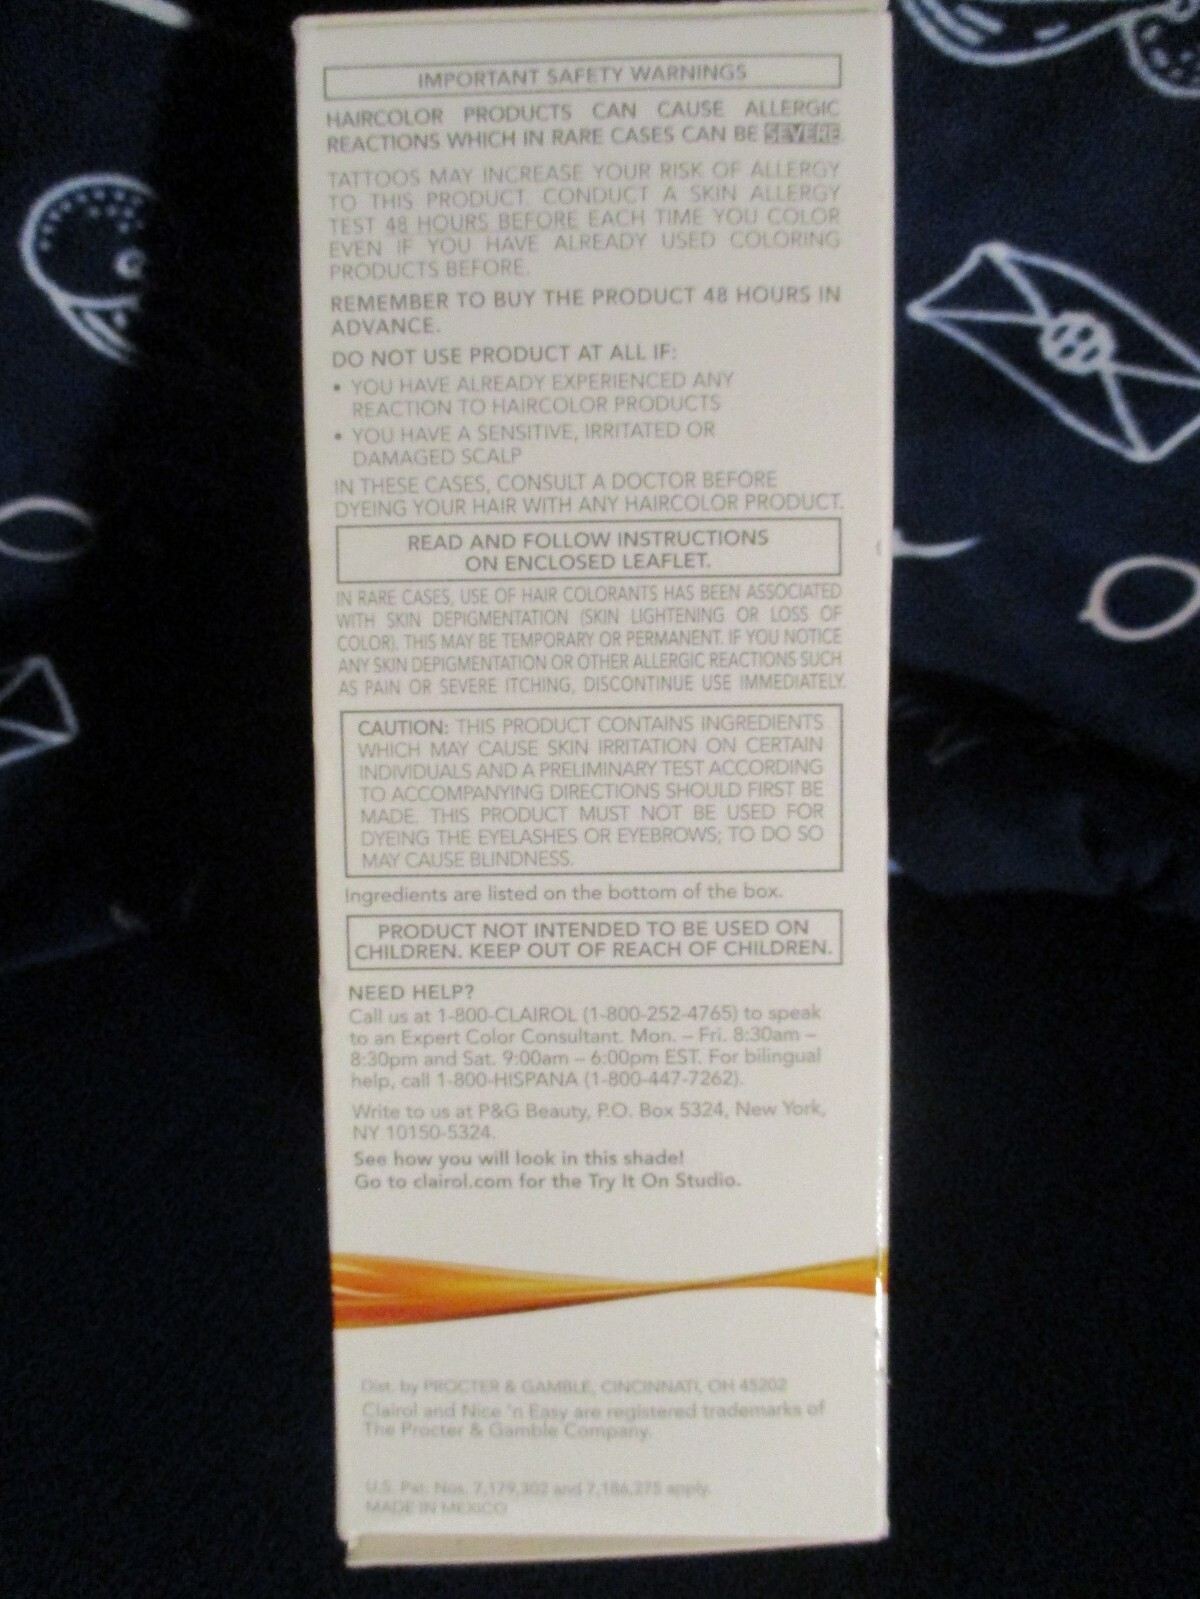 IMPORTANT SAFETY WARNINGS
HAIRCOLOR PRODUCTS CAN CAUSE ALLERGIC
REACTIONS WHICH IN RARE CASES CAN BE SEVERE.
TATTOOS MAY INCREASE YOUR RISK OF ALLERGY
TO THIS PRODUCT. CONDUCT A SKIN ALLERGY
TEST 48 HOURS BEFORE EACH TIME YOU COLOR
EVEN IF YOU HAVE ALREADY USED COLORING
PRODUCTS BEFORE.
REMEMBER TO BUY THE PRODUCT 48 HOURS IN
ADVANCE.
DO NOT USE PRODUCT AT ALL IF:
• YOU HAVE ALREADY EXPERIENCED ANY
REACTION TO HAIRCOLOR PRODUCTS
• YOU HAVE A SENSITIVE, IRRITATED OR
DAMAGED SCALP
IN THESE CASES, CONSULT A DOCTOR BEFORE
DYEING YOUR HAIR WITH ANY HAIRCOLOR PRODUCT.
READ AND FOLLOW INSTRUCTIONS
ON ENCLOSED LEAFLET.
IN RARE CASES, USE OF HAIR COLORANTS HAS BEEN ASSOCIATED
WITH SKIN DEPIGMENTATION (SKIN LIGHTENING OR LOSS OF
COLOR). THIS MAY BE TEMPORARY OR PERMANENT. IF YOU NOTICE
ANY SKIN DEPIGMENTATION OR OTHER ALLERGIC REACTIONS SUCH
AS PAIN OR SEVERE ITCHING, DISCONTINUE USE IMMEDIATELY.
CAUTION: THIS PRODUCT CONTAINS INGREDIENTS
WHICH MAY CAUSE SKIN IRRITATION ON CERTAIN
INDIVIDUALS AND A PRELIMINARY TEST ACCORDING
TO ACCOMPANYING DIRECTIONS SHOULD FIRST BE
MADE. THIS PRODUCT MUST NOT BE USED FOR
DYEING THE EYELASHES OR EYEBROWS; TO DO SO
MAY CAUSE BLINDNESS.
Ingredients are listed on the bottom of the box.
PRODUCT NOT INTENDED TO BE USED ON
CHILDREN. KEEP OUT OF REACH OF CHILDREN.
NEED HELP?
Call us at 1-800-CLAIROL (1-800-252-4765) to speak
to an Expert Color Consultant. Mon. – Fri. 8:30am –
8:30pm and Sat. 9:00am – 6:00pm EST. For bilingual
help, call 1-800-HISPANA (1-800-447-7262).
Write to us at P&G Beauty, P.O. Box 5324, New York,
NY 10150-5324.
See how you will look in this shade!
Go to clairol.com for the Try It On Studio.
Dist. by PROCTER & GAMBLE, CINCINNATI, OH 45202
Clairol and Nice 'n Easy are registered trademarks of
The Procter & Gamble Company.
U.S. Pat. Nos. 7,179,302 and 7,186,275 apply.
MADE IN MEXICO